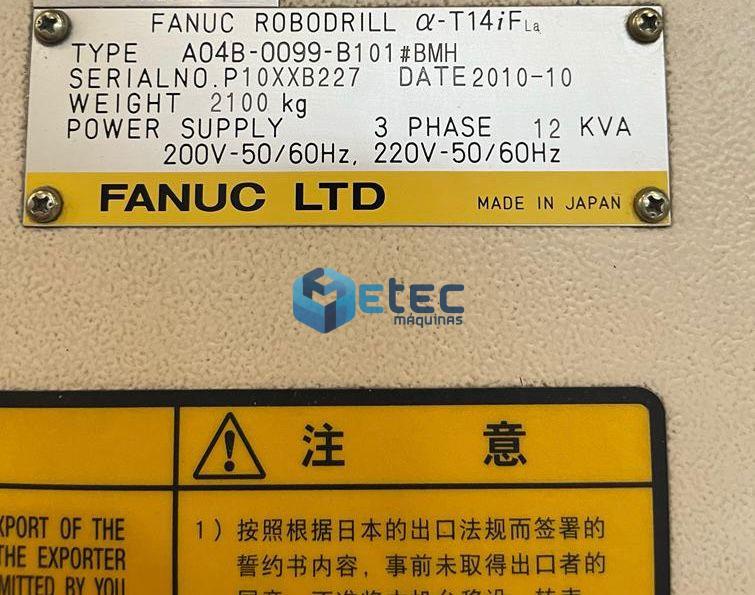 FANUC ROBODRILL α-T14iFLa
TYPE A04B-0099-B101#BMH
SERIALNO.P10XXB227 DATE2010-10
WEIGHT 2100 kg
POWER SUPPLY 3 PHASE 12 KVA
200V-50/60Hz, 220V-50/60Hz
FANUC LTD MADE IN JAPAN
eTec
máquinas
注 意
XPORT OF THE
THE EXPORTER
MITTED BY YOU
1）按照根据日本的出口法规而签署的
誓约书内容，事前未取得出口者的